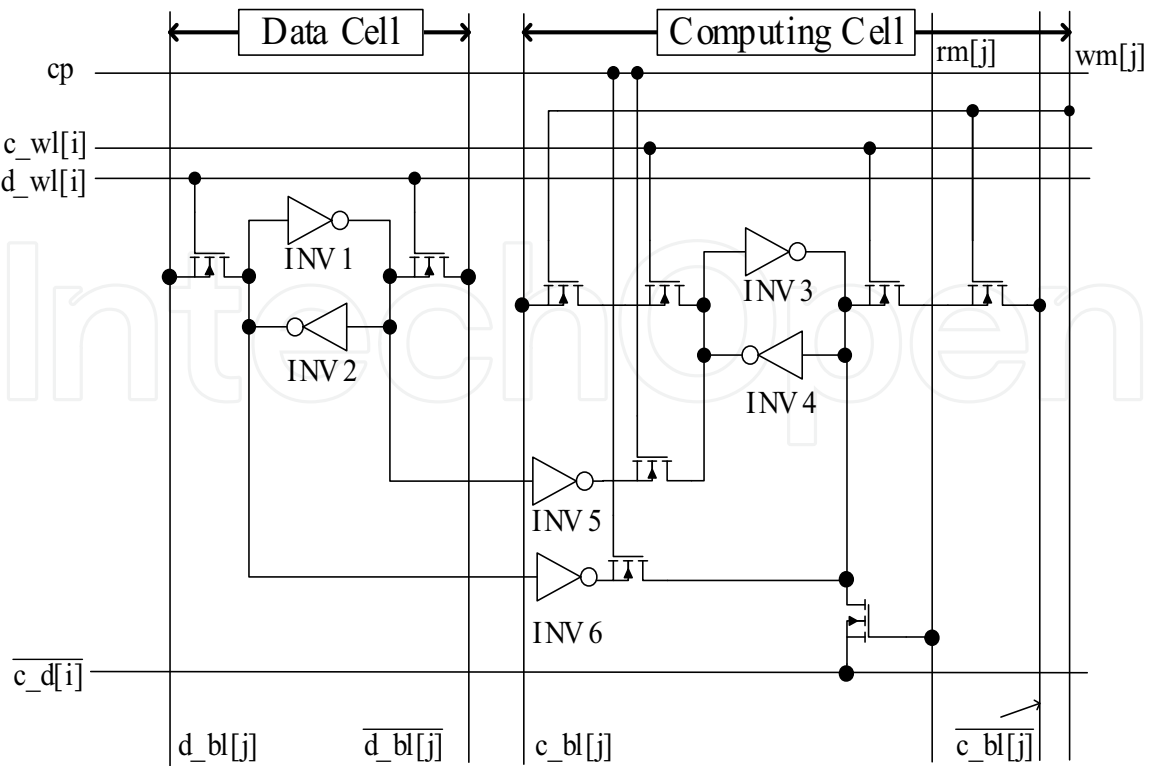 Data Cell
Computing Cell
rm[j]
wm[j]
cp
c_wl[i]
d_wl[i]
INV 1
INV 2
INV 3
INV 4
INV 5
INV 6
c_d[i]
d_bl[j]
d_bl[j]
c_bl[j]
c_bl[j]
IntechOpen